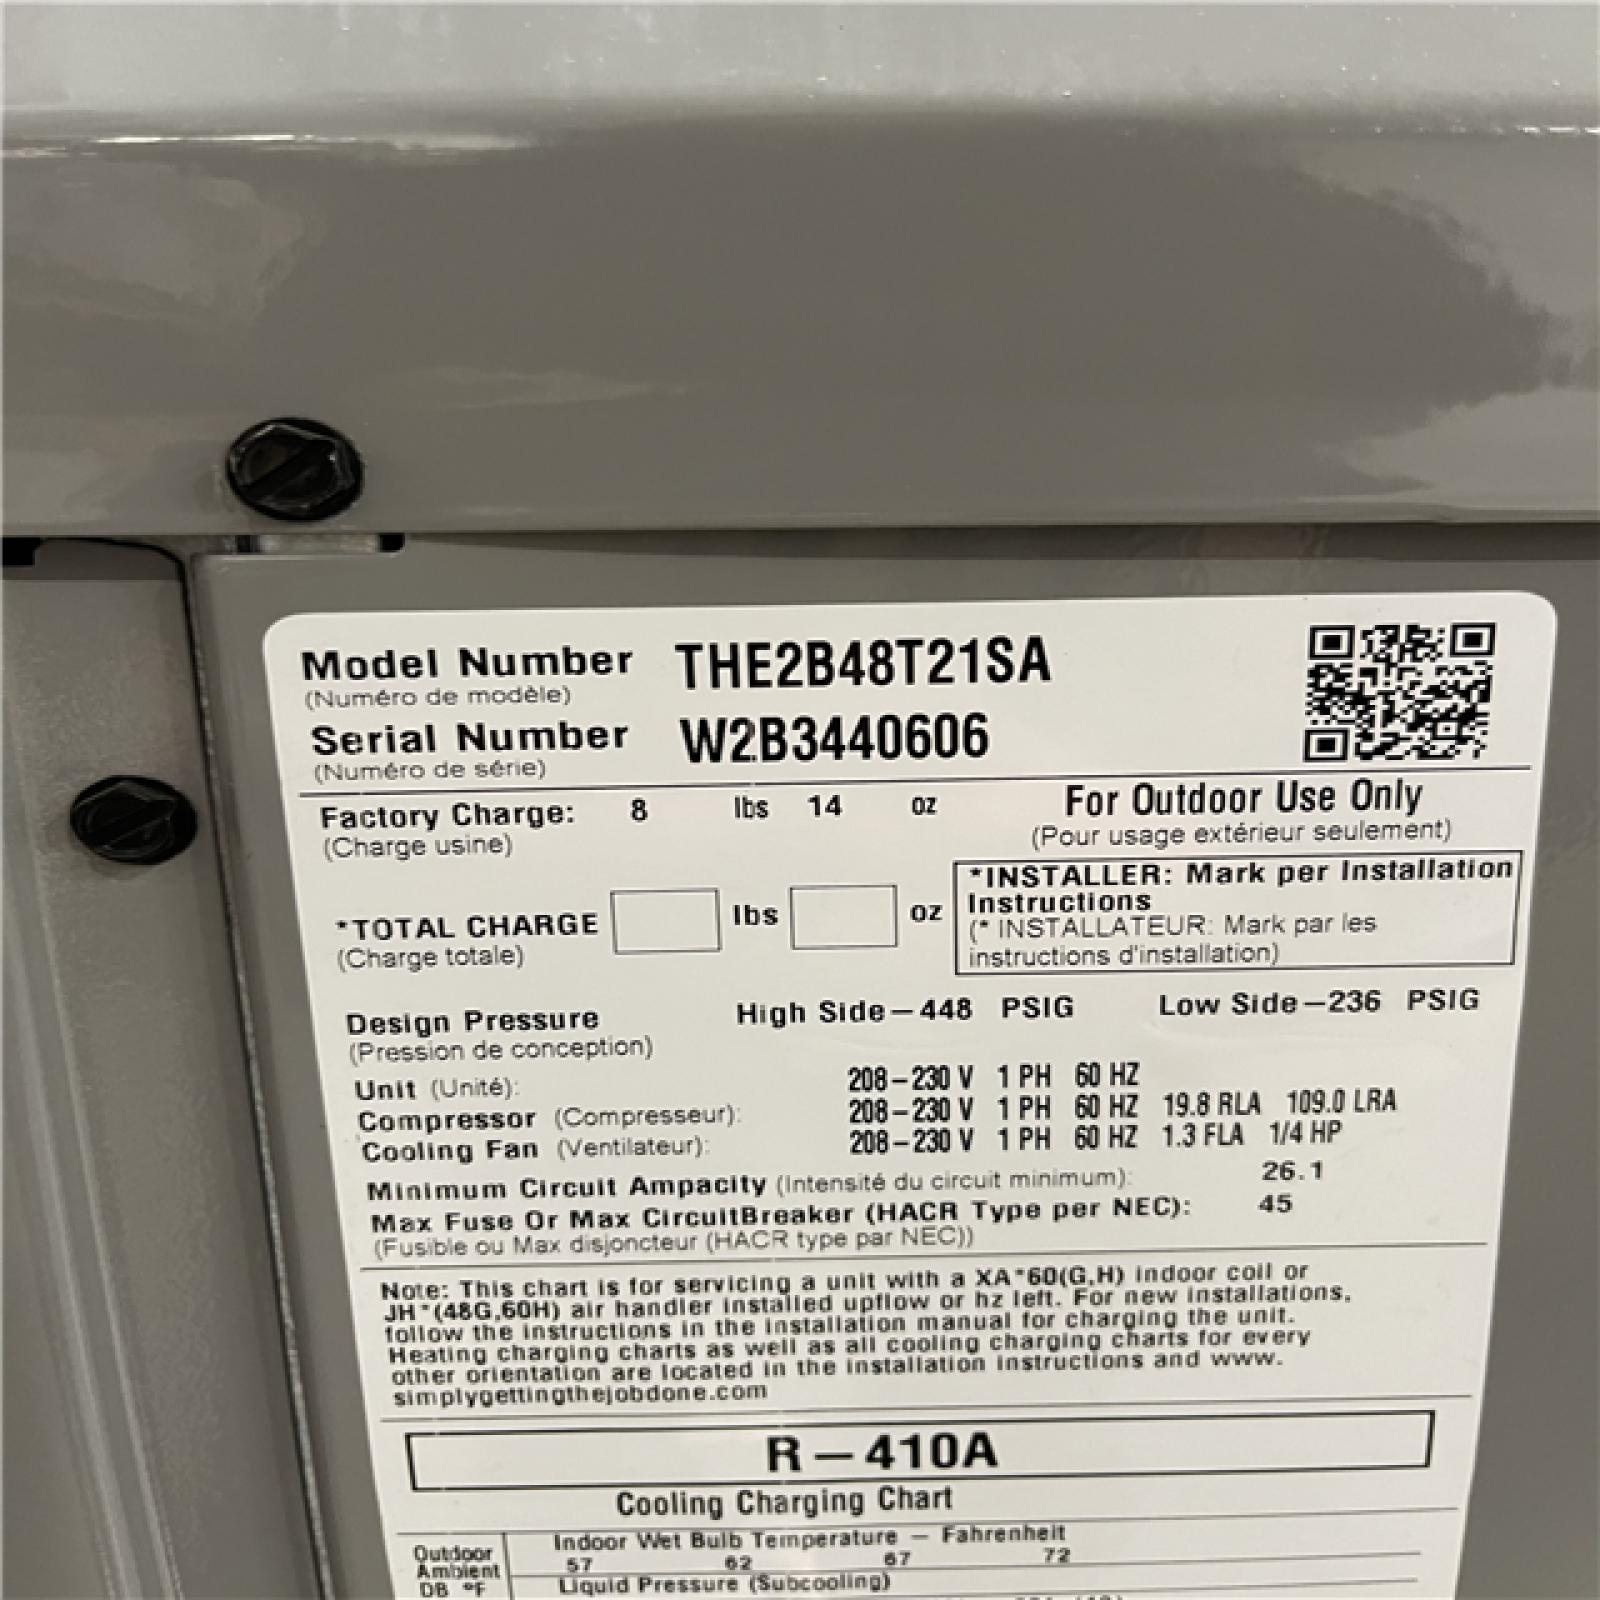 Model Number THE2B48T21SA
(Numéro de modèle)
Serial Number W2B3440606
(Numéro de série)
Factory Charge: 8 lbs 14 oz For Outdoor Use Only
(Charge usine) (Pour usage extérieur seulement)
*INSTALLER: Mark per Installation
Instructions
*TOTAL CHARGE lbs oz (* INSTALLATEUR: Mark par les
(Charge totale) instructions d'installation)
Design Pressure High Side-448 PSIG Low Side-236 PSIG
(Pression de conception)
Unit (Unité): 208-230 V 1 PH 60 HZ
Compressor (Compresseur): 208-230 V 1 PH 60 HZ 19.8 RLA 109.0 LRA
Cooling Fan (Ventilateur): 208-230 V 1 PH 60 HZ 1.3 FLA 1/4 HP
Minimum Circuit Ampacity (Intensité du circuit minimum): 26.1
Max Fuse Or Max CircuitBreaker (HACR Type per NEC): 45
(Fusible ou Max disjoncteur (HACR type par NEC))
Note: This chart is for servicing a unit with a XA*60(G,H) indoor coil or
JH*(48G,60H) air handler installed upflow or hz left. For new installations,
follow the instructions in the installation manual for charging the unit.
Heating charging charts as well as all cooling charging charts for every
other orientation are located in the installation instructions and www.
simplygettingthejobdone.com
R-410A
Cooling Charging Chart
Outdoor Indoor Wet Bulb Temperature - Fahrenheit
Ambient 57 62 67 72
DB °F Liquid Pressure (Subcooling)